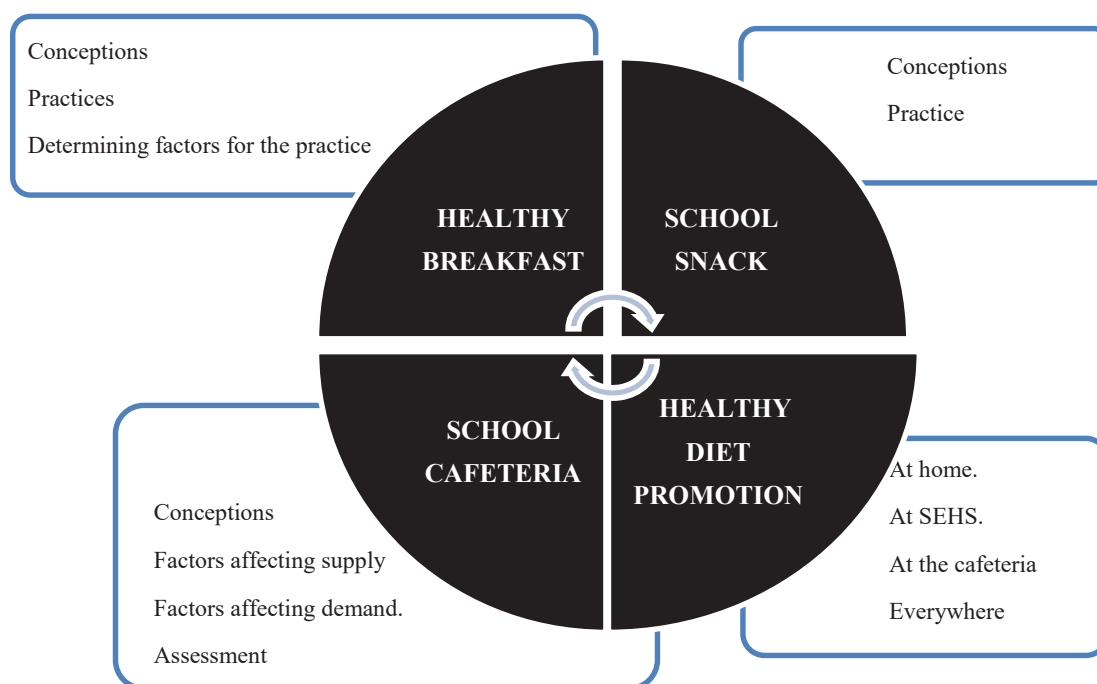 Conceptions
Practices
Determining factors for the practice
Conceptions
Practice
HEALTHY
BREAKFAST
SCHOOL
SNACK
SCHOOL
CAFETERIA
HEALTHY
DIET
PROMOTION
Conceptions
Factors affecting supply
Factors affecting demand.
Assessment
At home.
At SEHS.
At the cafeteria
Everywhere